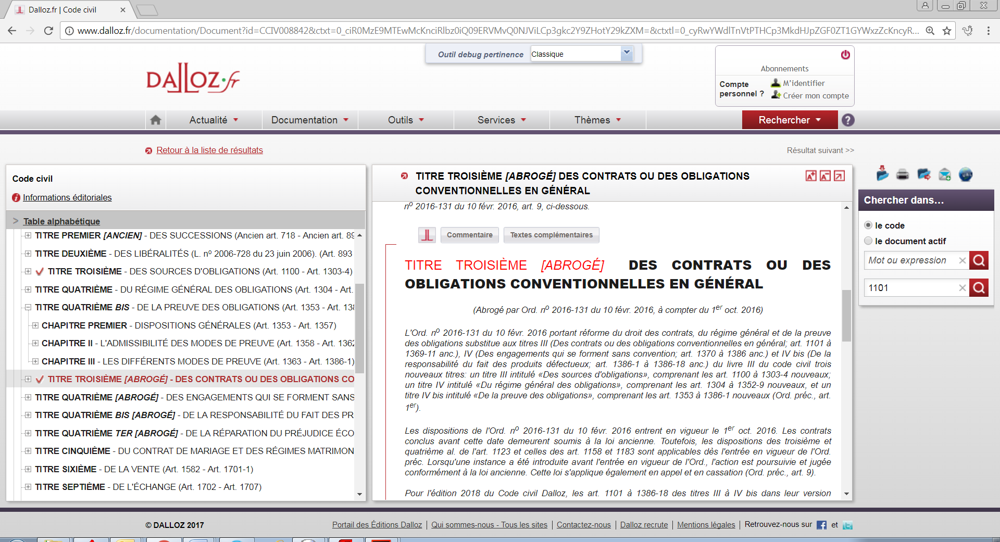 Dalloz.fr | Code civil
www.dalloz.fr/documentation/Document?id=CCIV008842&ctxt=0_ciR0MzE9MTEwMcKnciRlbz0iQ09ERVMvQ0NJViLCp3gkc2Y9ZHotY29kZXM=&ctxtl=0_cyRwYWdlTnVtPTHCp3MkdHJpZGF0ZT1GYWxzZcKncyR...
Outil debug pertinence Classique
DALLOZ.fr
Abonnements
Compte personnel ?
M'identifier
Créer mon compte
Actualité Documentation Outils Services Thèmes Rechercher ?
Retour à la liste de résultats
Résultat suivant >>
Code civil
Informations éditoriales
> Table alphabétique
TITRE PREMIER [ANCIEN] - DES SUCCESSIONS (Ancien art. 718 - Ancien art. 89
TITRE DEUXIÈME - DES LIBÉRALITÉS (L. nº 2006-728 du 23 juin 2006). (Art. 893
TITRE TROISIÈME - DES SOURCES D'OBLIGATIONS (Art. 1100 - Art. 1303-4)
TITRE QUATRIÈME - DU RÉGIME GÉNÉRAL DES OBLIGATIONS (Art. 1304 - Art.
TITRE QUATRIÈME BIS - DE LA PREUVE DES OBLIGATIONS (Art. 1353 - Art. 138
CHAPITRE PREMIER - DISPOSITIONS GÉNÉRALES (Art. 1353 - Art. 1357)
CHAPITRE II - L'ADMISSIBILITÉ DES MODES DE PREUVE (Art. 1358 - Art. 1362
CHAPITRE III - LES DIFFÉRENTS MODES DE PREUVE (Art. 1363 - Art. 1386-1)
TITRE TROISIÈME [ABROGÉ] - DES CONTRATS OU DES OBLIGATIONS CO
TITRE QUATRIÈME [ABROGÉ] - DES ENGAGEMENTS QUI SE FORMENT SANS
TITRE QUATRIÈME BIS [ABROGÉ] - DE LA RESPONSABILITÉ DU FAIT DES PR
TITRE QUATRIÈME TER [ABROGÉ] - DE LA RÉPARATION DU PRÉJUDICE ÉCO
TITRE CINQUIÈME - DU CONTRAT DE MARIAGE ET DES RÉGIMES MATRIMON
TITRE SIXIÈME - DE LA VENTE (Art. 1582 - Art. 1701-1)
TITRE SEPTIÈME - DE L'ÉCHANGE (Art. 1702 - Art. 1707)
TITRE TROISIÈME [ABROGÉ] DES CONTRATS OU DES OBLIGATIONS
CONVENTIONNELLES EN GÉNÉRAL
A+ A-
nº 2016-131 du 10 févr. 2016, art. 9, ci-dessous.
Commentaire Textes complémentaires
TITRE TROISIÈME [ABROGÉ] DES CONTRATS OU DES
OBLIGATIONS CONVENTIONNELLES EN GÉNÉRAL
(Abrogé par Ord. nº 2016-131 du 10 févr. 2016, à compter du 1er oct. 2016)
L'Ord. nº 2016-131 du 10 févr. 2016 portant réforme du droit des contrats, du régime général et de la preuve
des obligations substitue aux titres III (Des contrats ou des obligations conventionnelles en général; art. 1101 à
1369-11 anc.), IV (Des engagements qui se forment sans convention; art. 1370 à 1386 anc.) et IV bis (De la
responsabilité du fait des produits défectueux; art. 1386-1 à 1386-18 anc.) du livre III du code civil trois
nouveaux titres: un titre III intitulé «Des sources d'obligations», comprenant les art. 1100 à 1303-4 nouveaux;
un titre IV intitulé «Du régime général des obligations», comprenant les art. 1304 à 1352-9 nouveaux, et un
titre IV bis intitulé «De la preuve des obligations», comprenant les art. 1353 à 1386-1 nouveaux (Ord. préc., art.
1er).
Les dispositions de l'Ord. nº 2016-131 du 10 févr. 2016 entrent en vigueur le 1er oct. 2016. Les contrats
conclus avant cette date demeurent soumis à la loi ancienne. Toutefois, les dispositions des troisième et
quatrième al. de l'art. 1123 et celles des art. 1158 et 1183 sont applicables dès l'entrée en vigueur de l'Ord.
préc. Lorsqu'une instance a été introduite avant l'entrée en vigueur de l'Ord., l'action est poursuivie et jugée
conformément à la loi ancienne. Cette loi s'applique également en appel et en cassation (Ord. préc., art. 9).
Pour l'édition 2018 du Code civil Dalloz, les art. 1101 à 1386-18 des titres III à IV bis dans leur version
Chercher dans...
le code
le document actif
Mot ou expression
1101
© DALLOZ 2017
Portail des Éditions Dalloz | Qui sommes-nous - Tous les sites | Contactez-nous | Dalloz recrute | Mentions légales | Retrouvez-nous sur f et t